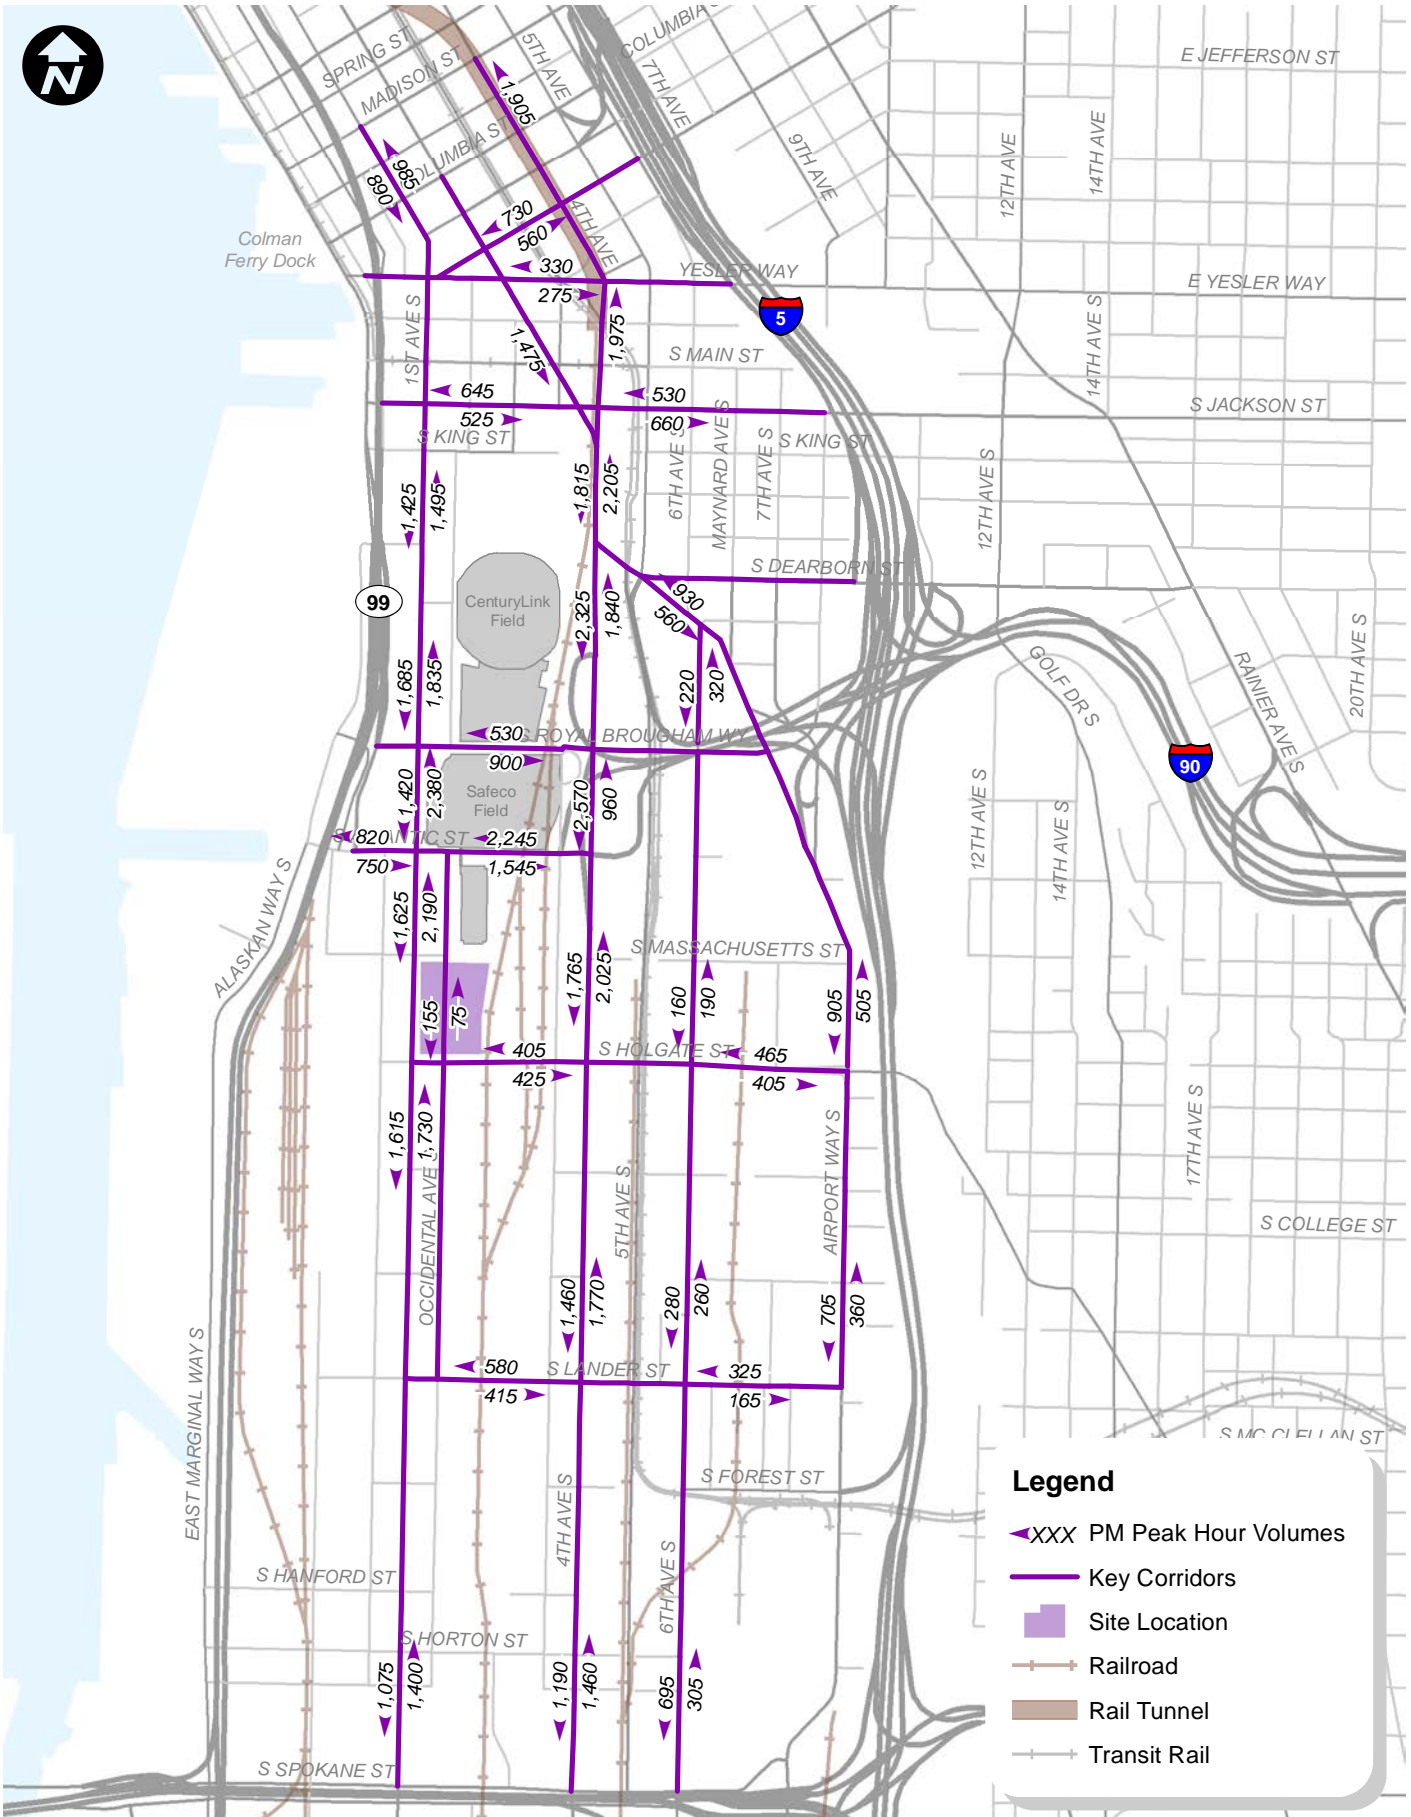 N
SPRING ST
MADISON ST
5TH AVE
COLUMBIA
7TH AVE
E JEFFERSON ST
9TH AVE
12TH AVE
14TH AVE
1,905
985
890
OLUMBIA S
730
560
4TH AVE
Colman
Ferry Dock
330
275
YESLER WAY
E YESLER WAY
5
1ST AVE S
1,475
1,975
S MAIN ST
14TH AVE S
645
525
530
660
S JACKSON ST
S KING ST
S KING ST
6TH AVE S
MAYNARD AVE S
7TH AVE S
12TH AVE S
1,425
1,495
1,815
2,205
S DEARBORN ST
CenturyLink
Field
99
2,325
1,840
930
560
20TH AVE S
GOLF DR S
RAINIER AVE S
1,685
1,835
220
320
530
900
S ROYAL BROUGHAM WY
90
Safeco
Field
1,420
2,380
2,570
960
12TH AVE S
14TH AVE S
820
750
S
ANTIC ST
2,245
1,545
ALASKAN WAY S
1,625
2,190
S MASSACHUSETTS ST
1,765
2,025
160
190
905
505
155
75
405
425
S HOLGATE ST
465
405
1,615
1,730
OCCIDENTAL AVE
5TH AVE S
AIRPORT WAY S
17TH AVE S
S COLLEGE ST
1,460
1,770
280
260
705
360
EAST MARGINAL WAY S
580
415
S LANDER ST
325
165
S MC CLELLAN ST
S FOREST ST
4TH AVE S
6TH AVE S
S HANFORD ST
S HORTON ST
1,075
1,400
1,190
1,460
695
305
S SPOKANE ST
Legend
XXX PM Peak Hour Volumes
Key Corridors
Site Location
Railroad
Rail Tunnel
Transit Rail